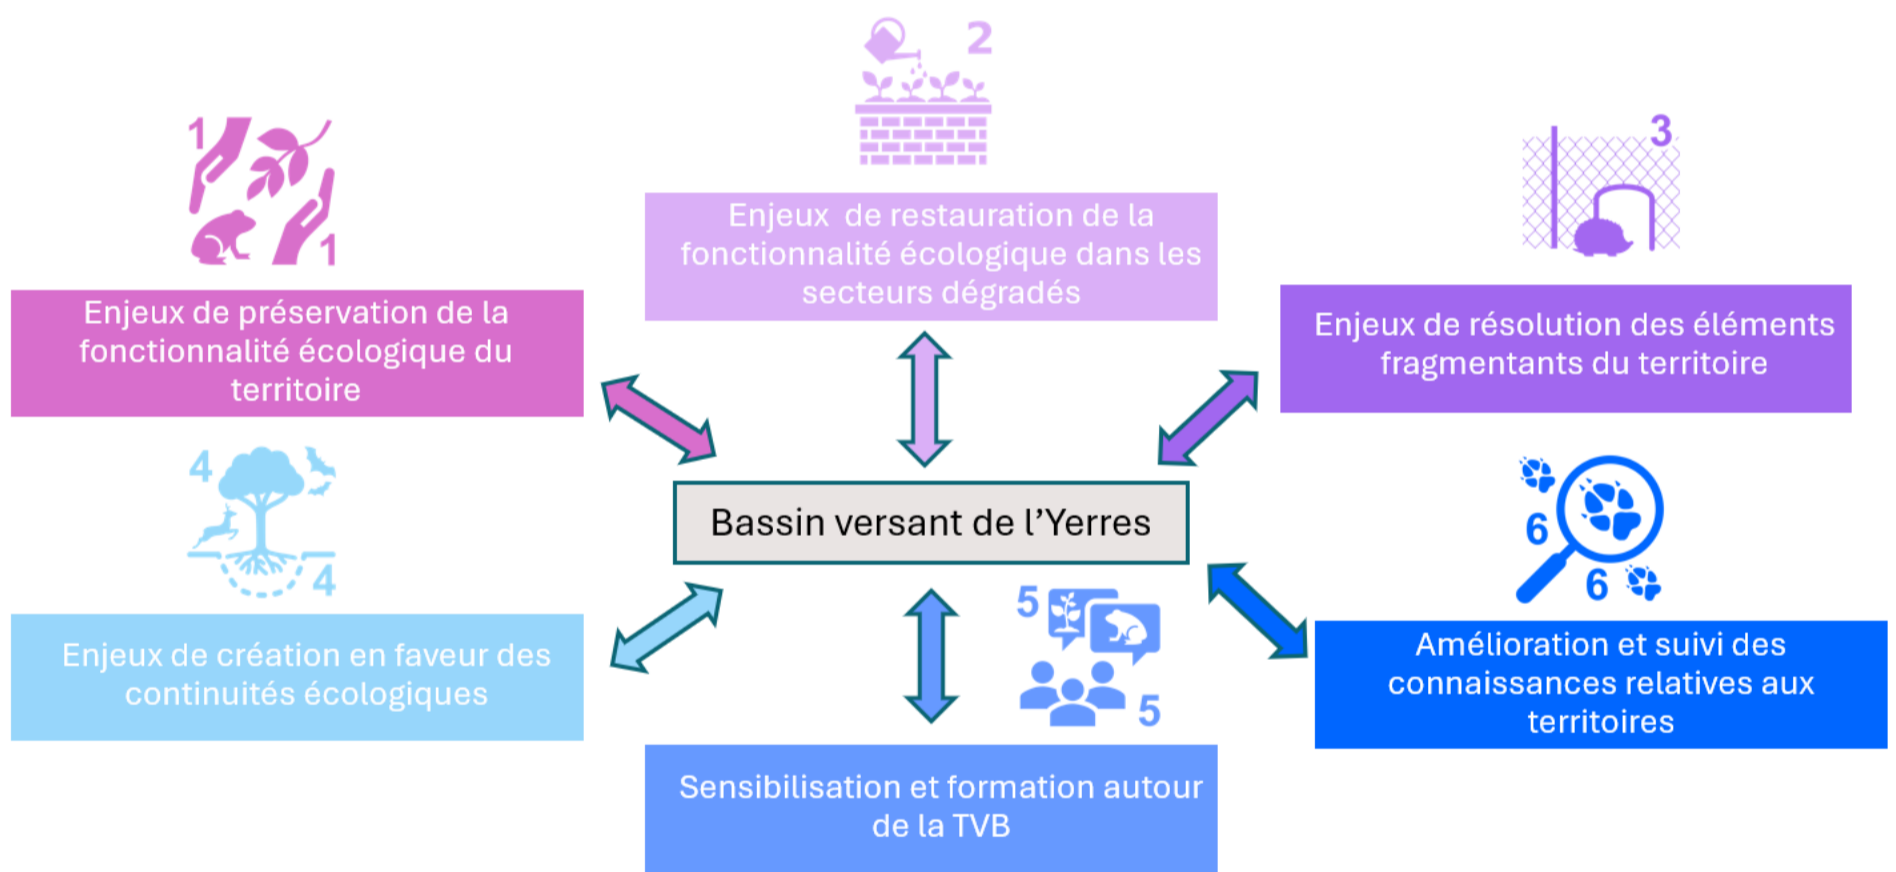 1
1
Enjeux de préservation de la
fonctionnalité écologique du
territoire
2
Enjeux  de restauration de la
fonctionnalité écologique dans les
secteurs dégradés
3
Enjeux de résolution des éléments
fragmentants du territoire
Bassin versant de l’Yerres
4
4
Enjeux de création en faveur des
continuités écologiques
5
5
Sensibilisation et formation autour
de la TVB
6
6
Amélioration et suivi des
connaissances relatives aux
territoires